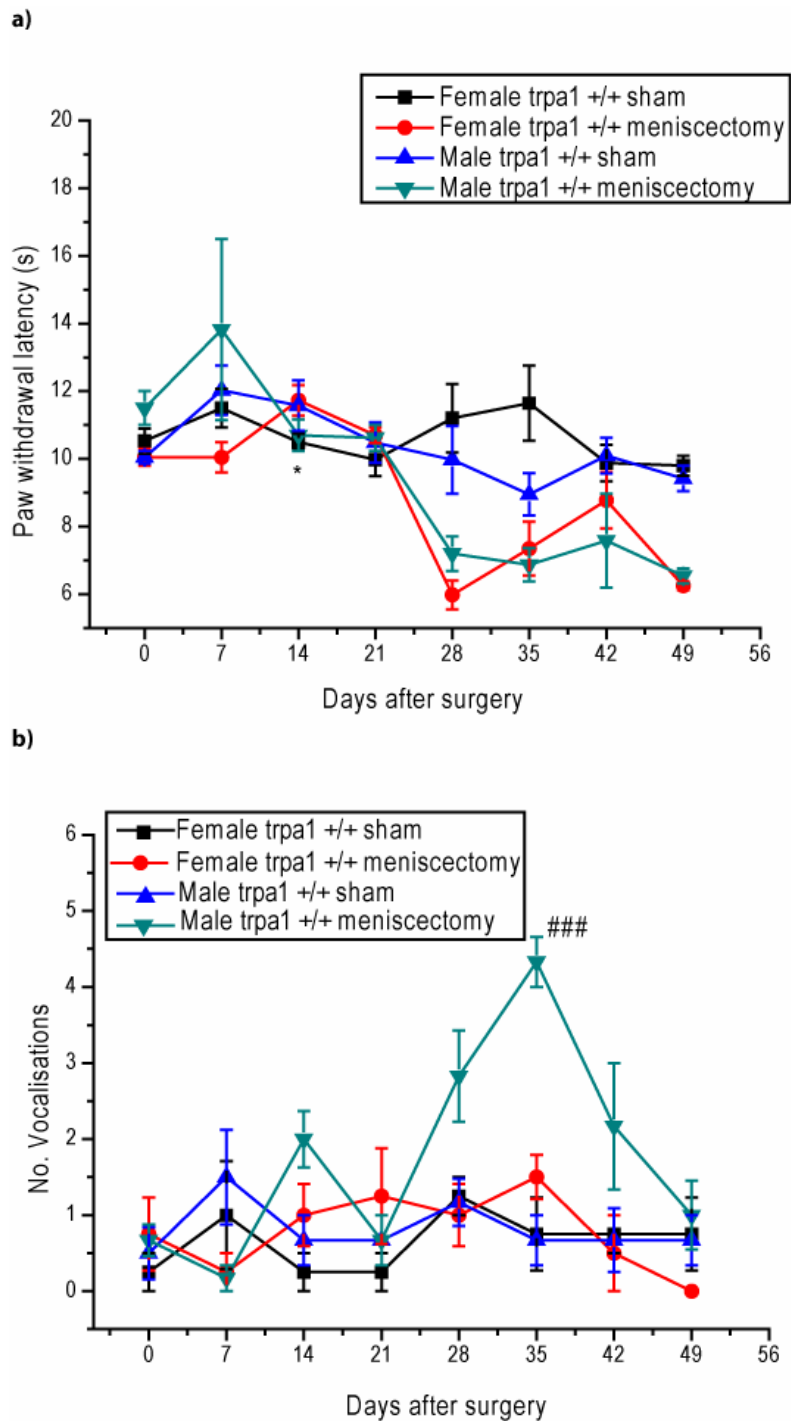 a)
Female trpa1 +/+ sham
Female trpa1 +/+ meniscectomy
Male trpa1 +/+ sham
Male trpa1 +/+ meniscectomy
20
18
16
14
12
10
8
6
Paw withdrawal latency (s)
*
0 7 14 21 28 35 42 49 56
Days after surgery
b)
Female trpa1 +/+ sham
Female trpa1 +/+ meniscectomy
Male trpa1 +/+ sham
Male trpa1 +/+ meniscectomy
6
5
4
3
2
1
0
No. Vocalisations
###
0 7 14 21 28 35 42 49 56
Days after surgery